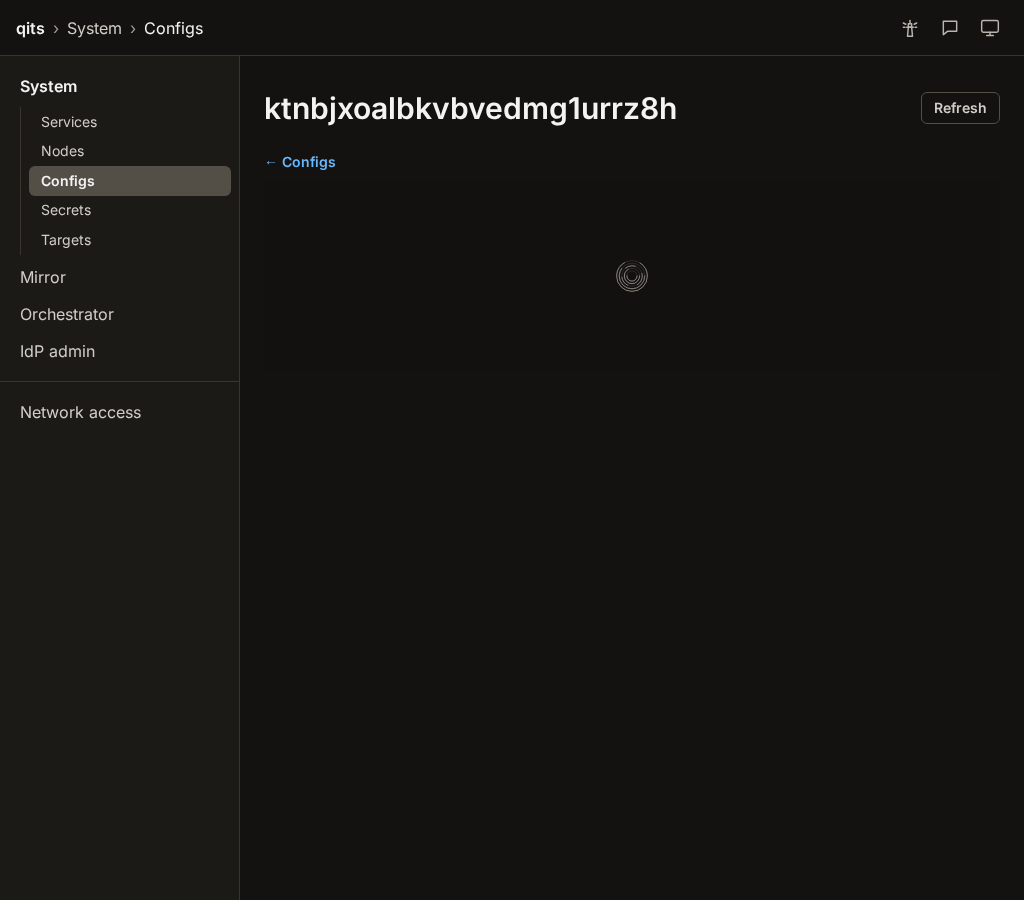 qits › System › Configs
System
Services
Nodes
Configs
Secrets
Targets
Mirror
Orchestrator
IdP admin
Network access
ktnbjxoalbkvbvedmg1urrz8h
Refresh
← Configs